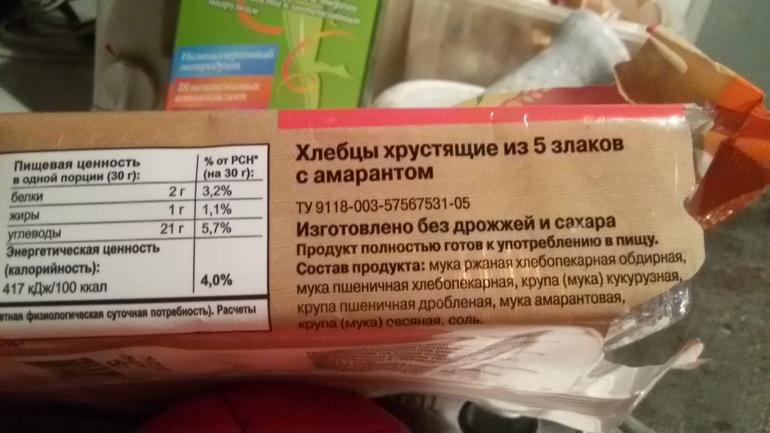 Низкоаллергенный
экопродукт
18 незаменимых
аминокислот
Пищевая ценность
в одной порции (30 г):
% от РСН*
(на 30 г):
белки 2 г 3,2%
жиры 1 г 1,1%
углеводы 21 г 5,7%
Энергетическая ценность
(калорийность):
417 кДж/100 ккал 4,0%
физиологическая суточная потребность). Расчеты
Хлебцы хрустящие из 5 злаков
с амарантом
ТУ 9118-003-57567531-05
Изготовлено без дрожжей и сахара
Продукт полностью готов к употреблению в пищу.
Состав продукта: мука ржаная хлебопекарная обдирная,
мука пшеничная хлебопекарная, крупа (мука) кукурузная,
крупа пшеничная дробленая, мука амарантовая,
крупа (мука) овсяная, соль.